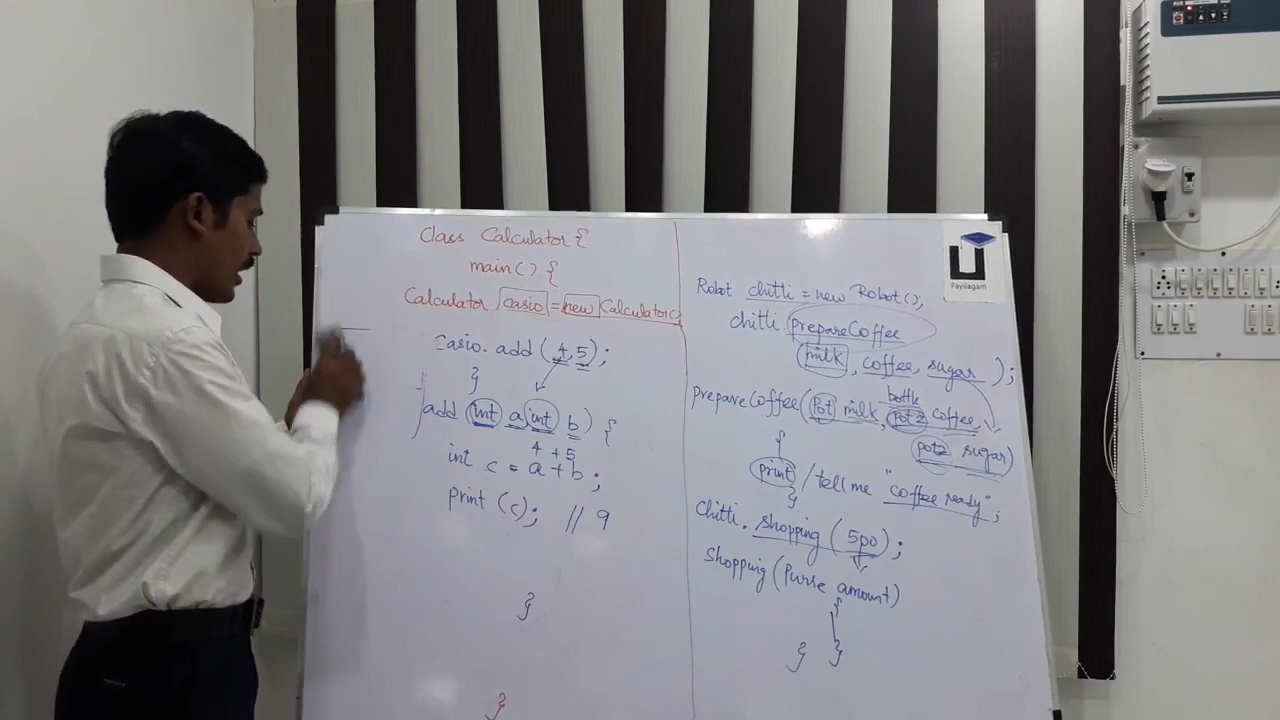 Class Calculator {
main() {
Calculator casio = new Calculator()
Casio. add (4,5);
}
add (int a, int b) {
4 + 5
int c = a + b ;
print (c); // 9
}
}
Robot chitti = new Robot();
chitti prepareCoffee
(milk, coffee, sugar );
bottle
prepareCoffee (Pot milk, Pot2 coffee,
pot2 sugar)
{
print / tell me "coffee ready";
}
Chitti. shopping (500);
Shopping (Purse amount)
{
} }
Payilagam